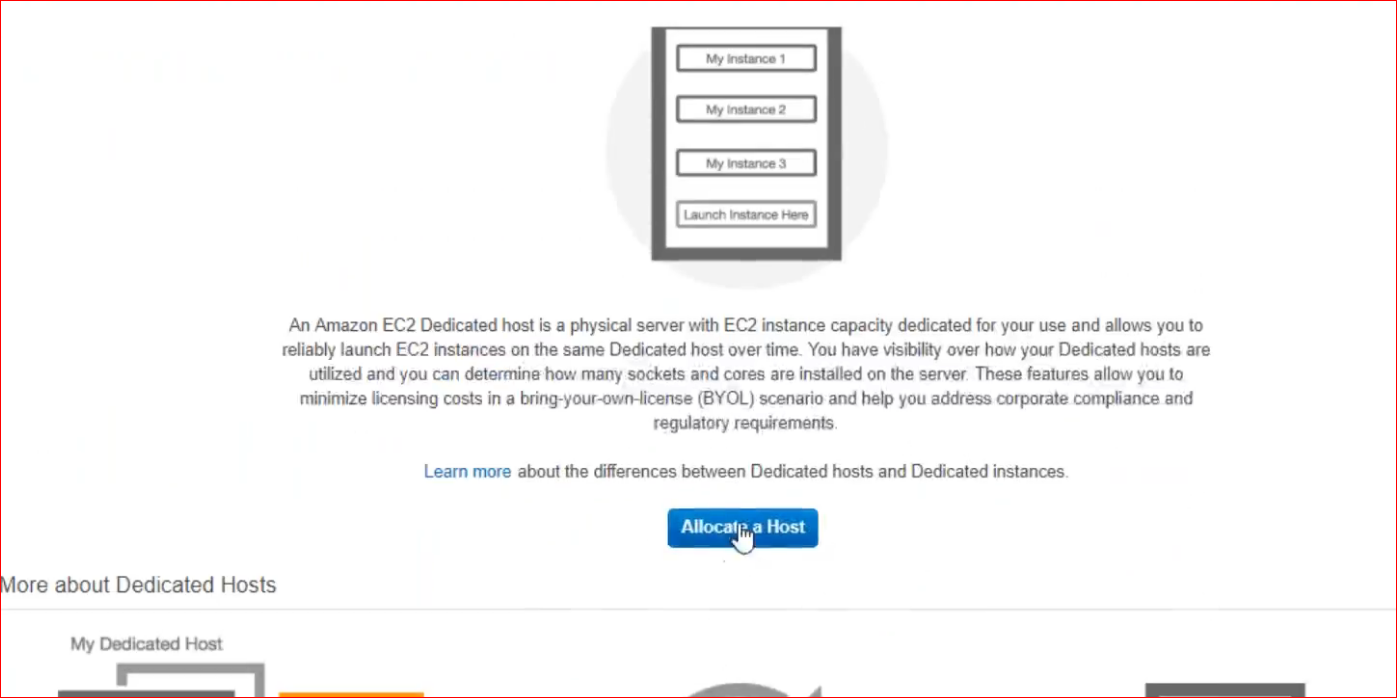 My Instance 1
My Instance 2
My Instance 3
Launch Instance Here
An Amazon EC2 Dedicated host is a physical server with EC2 instance capacity dedicated for your use and allows you to
reliably launch EC2 instances on the same Dedicated host over time. You have visibility over how your Dedicated hosts are
utilized and you can determine how many sockets and cores are installed on the server. These features allow you to
minimize licensing costs in a bring-your-own-license (BYOL) scenario and help you address corporate compliance and
regulatory requirements.
Learn more about the differences between Dedicated hosts and Dedicated instances.
Allocate a Host
More about Dedicated Hosts
My Dedicated Host